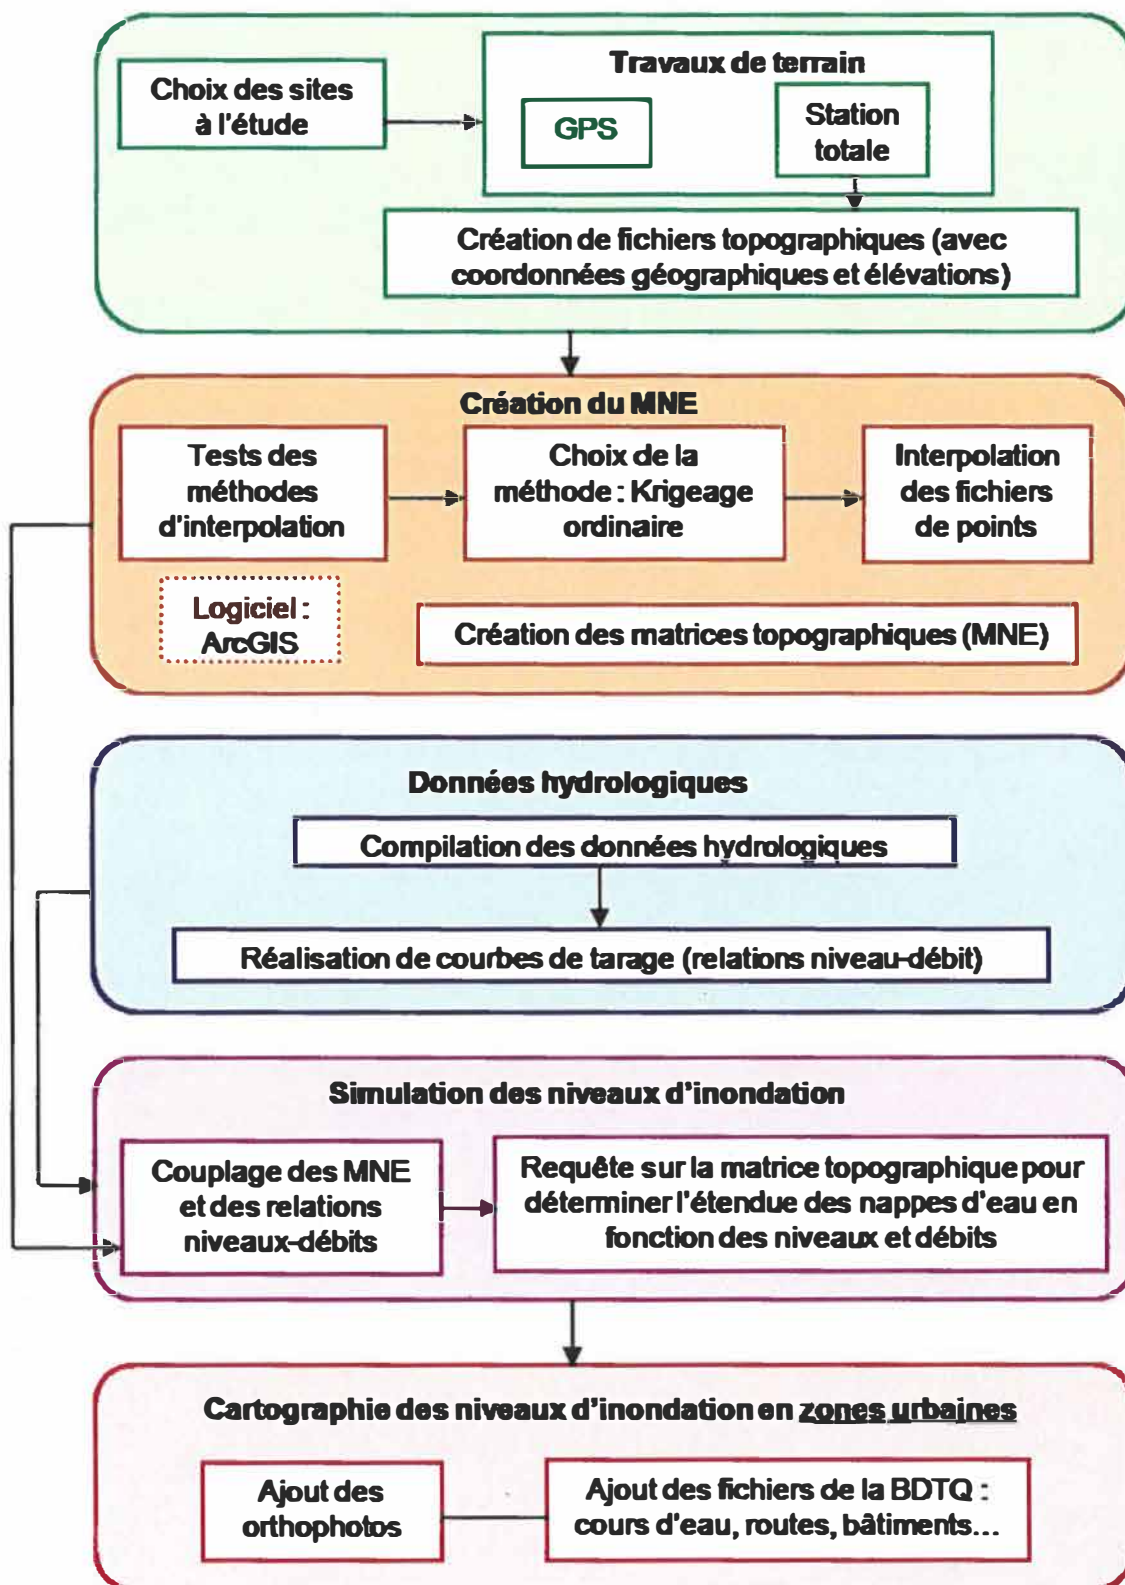 Travaux de terrain
Choix des sites
à l'étude
GPS
Station
totale
Création de fichiers topographiques (avec
coordonnées géographiques et élévations)
Création du MNE
Tests des
méthodes
d'interpolation
Choix de la
méthode : Krigeage
ordinaire
Interpolation
des fichiers
de points
Logiciel :
ArcGIS
Création des matrices topographiques (MNE)
Données hydrologiques
Compilation des données hydrologiques
Réalisation de courbes de tarage (relations niveau-débit)
Simulation des niveaux d'inondation
Couplage des MNE
et des relations
niveaux-débits
Requête sur la matrice topographique pour
déterminer l'étendue des nappes d'eau en
fonction des niveaux et débits
Cartographie des niveaux d'inondation en zones urbaines
Ajout des
orthophotos
Ajout des fichiers de la BDTQ :
cours d'eau, routes, bâtiments...